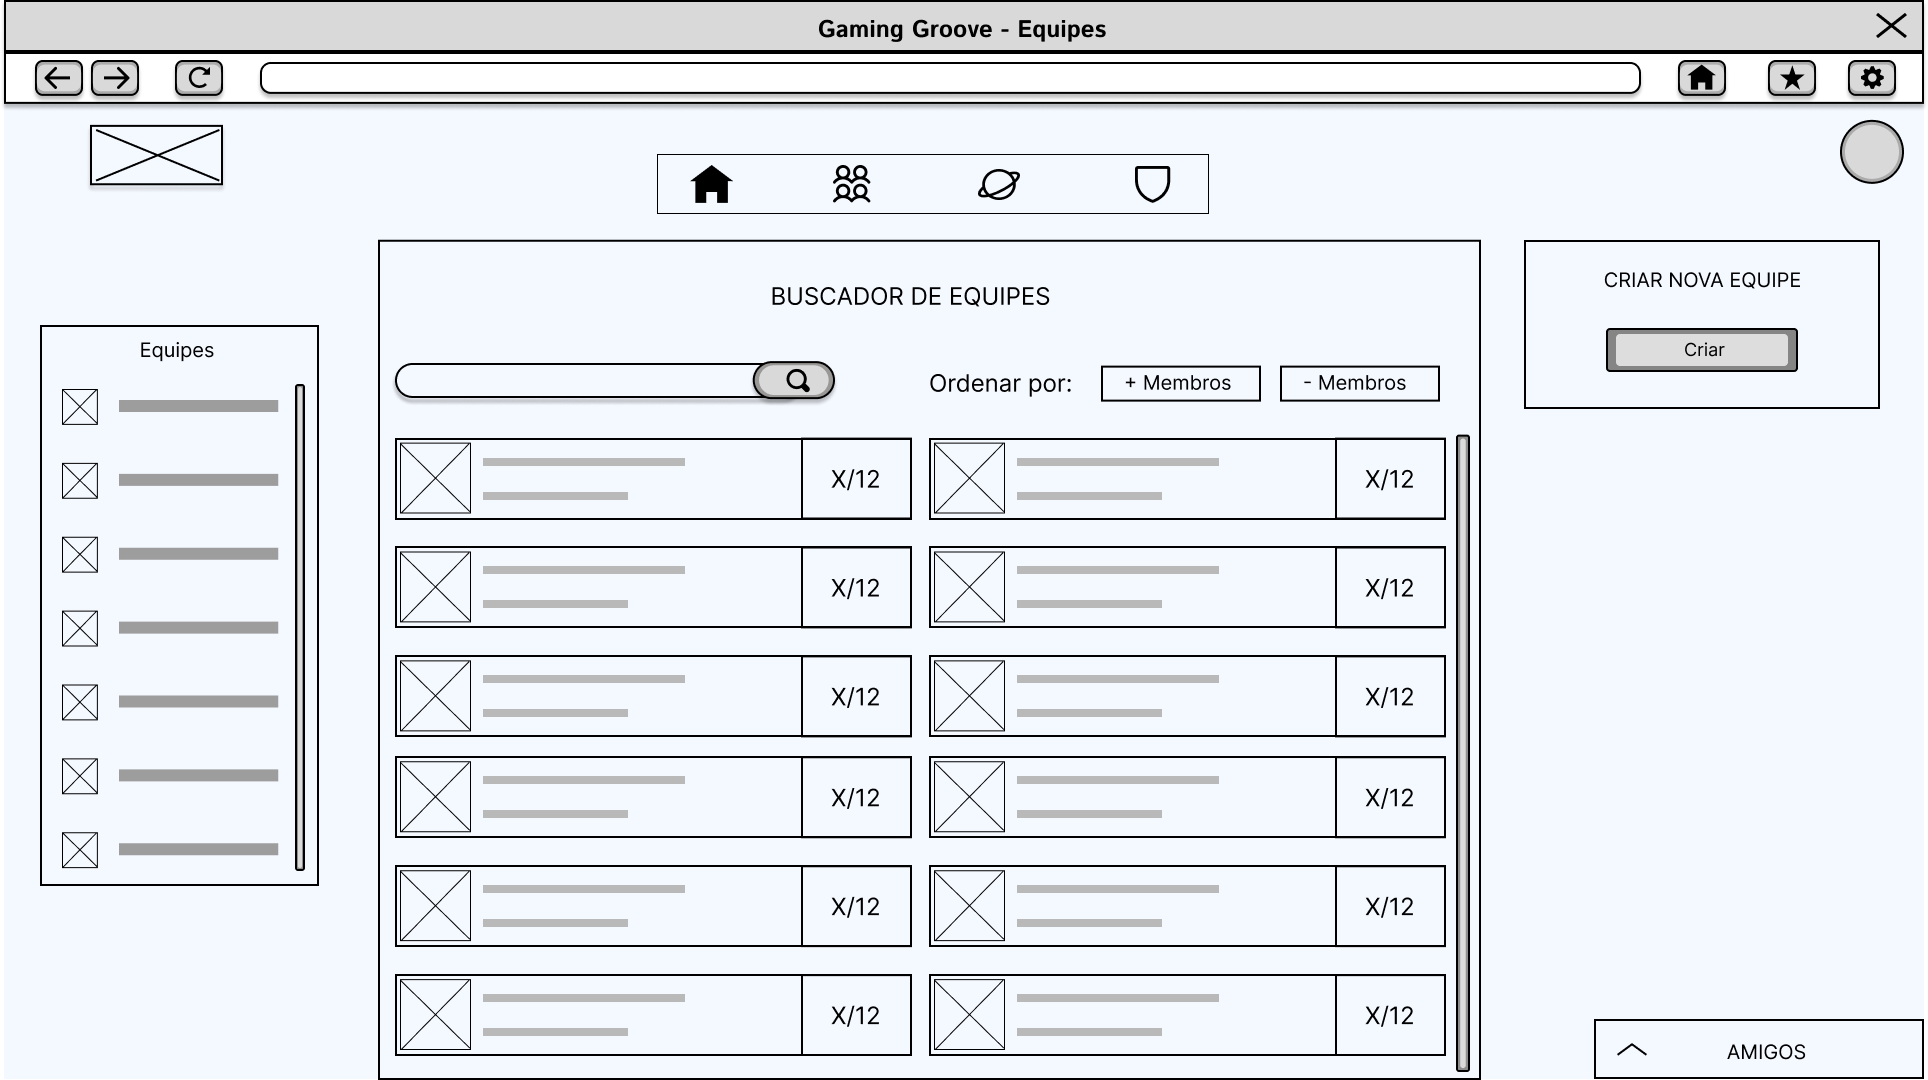 Gaming Groove - Equipes
BUSCADOR DE EQUIPES
CRIAR NOVA EQUIPE
Criar
Equipes
Ordenar por:
+ Membros
- Membros
X/12
X/12
X/12
X/12
X/12
X/12
X/12
X/12
X/12
X/12
X/12
X/12
AMIGOS